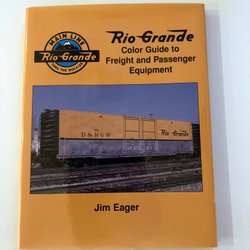 MAIN LINE
Rio Grande
THRU THE ROCKIES
Rio Grande
Color Guide to
Freight and Passenger
Equipment
D&RGW
Rio Grande
Jim Eager